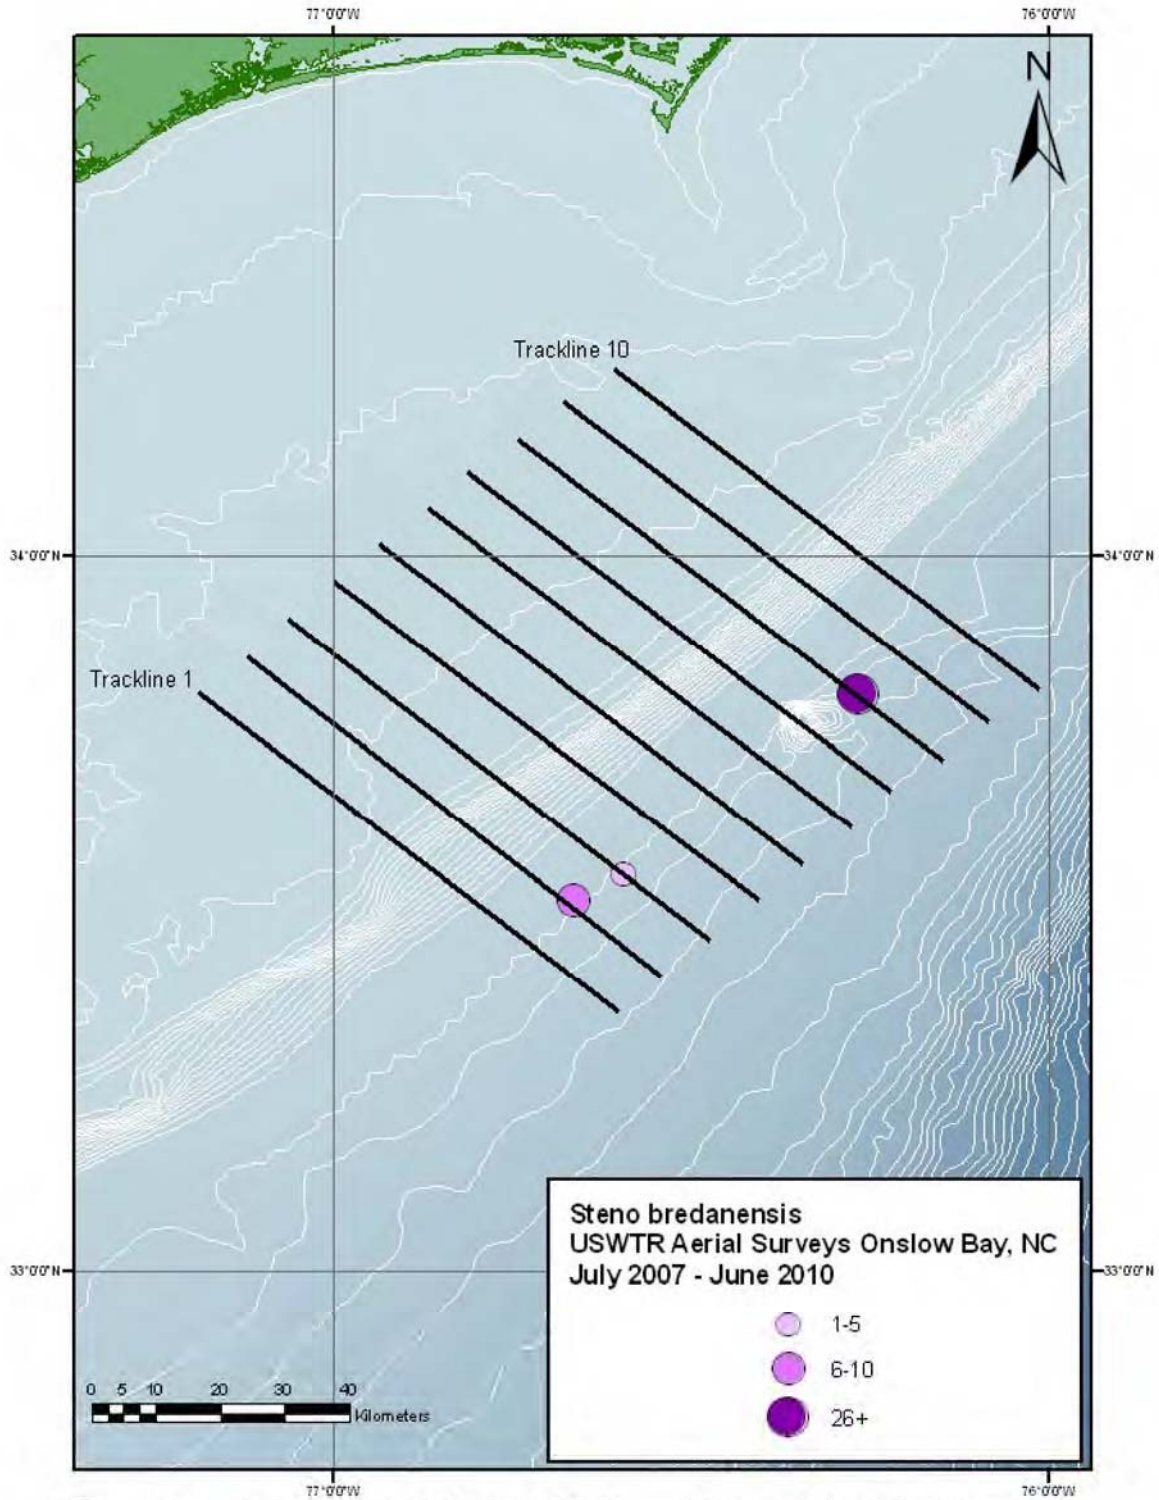 77°0'0"W 76°0'0"W
N
Trackline 10
34°0'0"N 34°0'0"N
Trackline 1
Steno bredanensis
USWTR Aerial Surveys Onslow Bay, NC
July 2007 - June 2010
33°0'0"N 33°0'0"N
1-5
6-10
26+
0 5 10 20 30 40
Kilometers
77°0'0"W 76°0'0"W